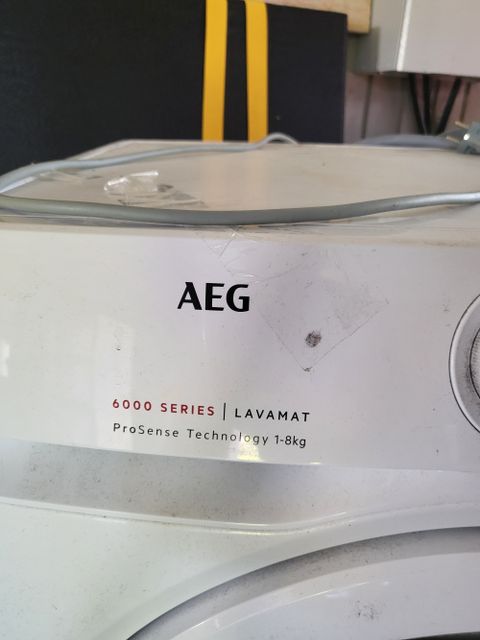 AEG
6000 SERIES | LAVAMAT
ProSense Technology 1-8kg